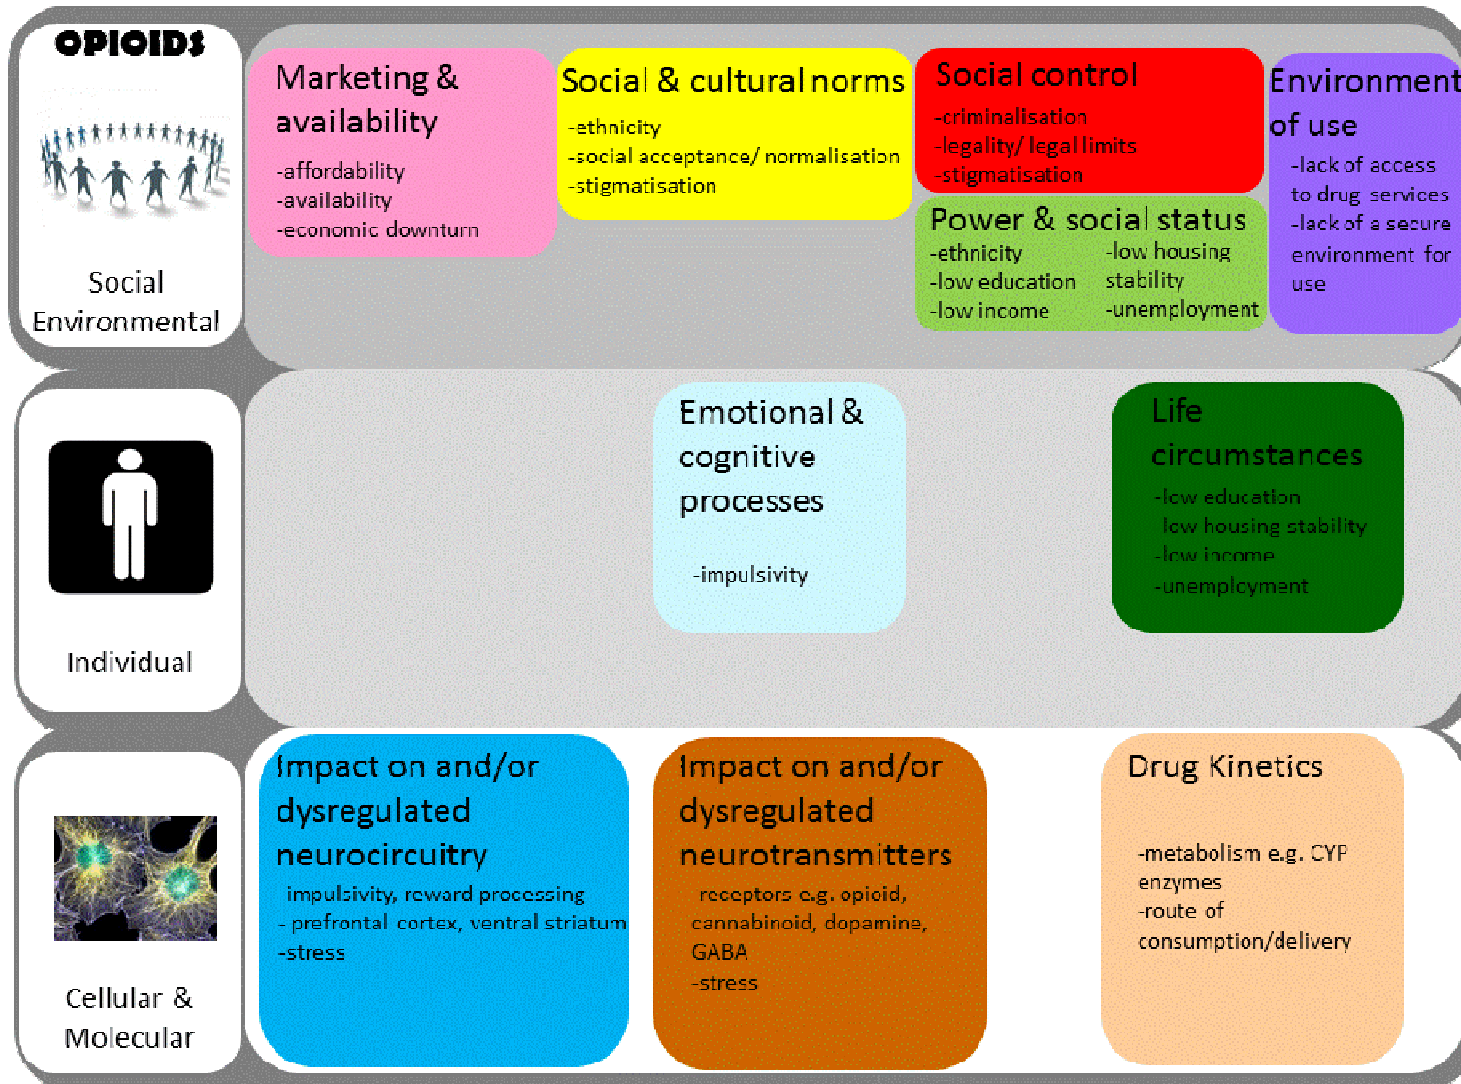 OPIOIDS
Social
Environmental
Marketing &
availability
-affordability
-availability
-economic downturn
Social & cultural norms
-ethnicity
-social acceptance/ normalisation
-stigmatisation
Social control
-criminalisation
-legality/ legal limits
-stigmatisation
Power & social status
-ethnicity
-low education
-low income
-low housing
stability
-unemployment
Environment
of use
-lack of access
to drug services
-lack of a secure
environment for
use
Individual
Emotional &
cognitive
processes
-impulsivity
Life
circumstances
-low education
-low housing stability
-low income
-unemployment
Cellular &
Molecular
Impact on and/or
dysregulated
neurocircuitry
-impulsivity, reward processing
- prefrontal cortex, ventral striatum
-stress
Impact on and/or
dysregulated
neurotransmitters
-receptors e.g. opioid,
cannabinoid, dopamine,
GABA
-stress
Drug Kinetics
-metabolism e.g. CYP
enzymes
-route of
consumption/delivery